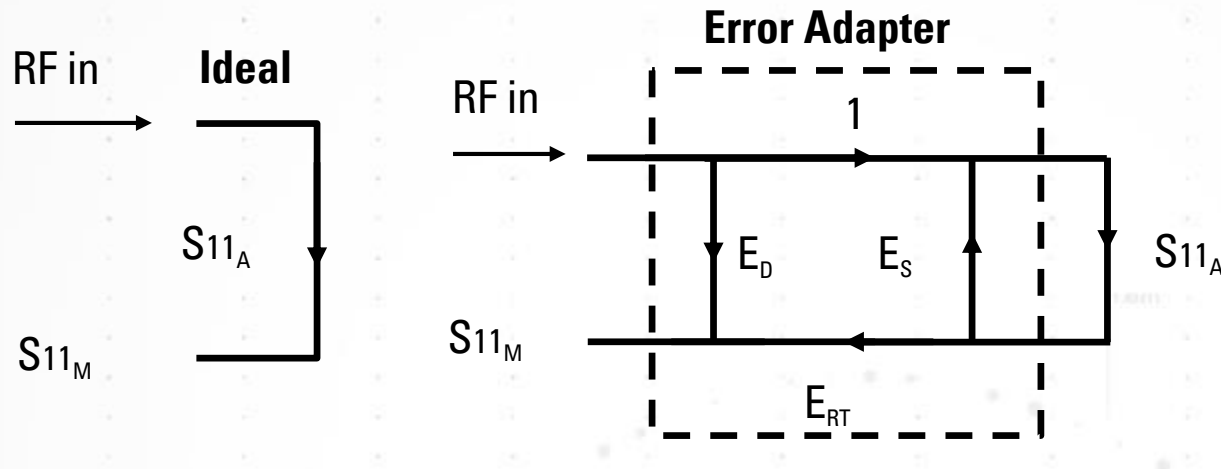 RF in
Ideal
S11A
S11M
Error Adapter
RF in
1
ED
ES
S11A
S11M
ERT